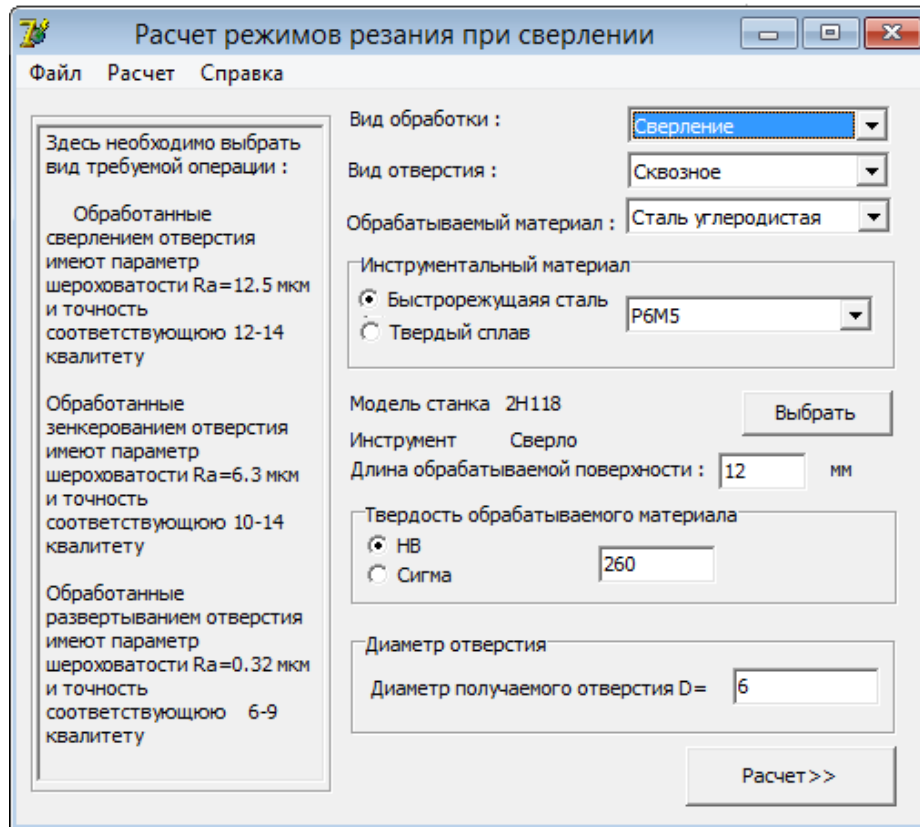 Расчет режимов резания при сверлении
Файл Расчет Справка
Здесь необходимо выбрать
вид требуемой операции :
Обработанные
сверлением отверстия
имеют параметр
шероховатости Ra=12.5 мкм
и точность
соответствующюю 12-14
квалитету
Обработанные
зенкерованием отверстия
имеют параметр
шероховатости Ra=6.3 мкм
и точность
соответствующюю 10-14
квалитету
Обработанные
развертыванием отверстия
имеют параметр
шероховатости Ra=0.32 мкм
и точность
соответствующюю 6-9
квалитету
Вид обработки : Сверление
Вид отверстия : Сквозное
Обрабатываемый материал : Сталь углеродистая
Инструментальный материал
Быстрорежущаяя сталь Р6М5
Твердый сплав
Модель станка 2Н118 Выбрать
Инструмент Сверло
Длина обрабатываемой поверхности : 12 мм
Твердость обрабатываемого материала
НВ 260
Сигма
Диаметр отверстия
Диаметр получаемого отверстия D= 6
Расчет>>